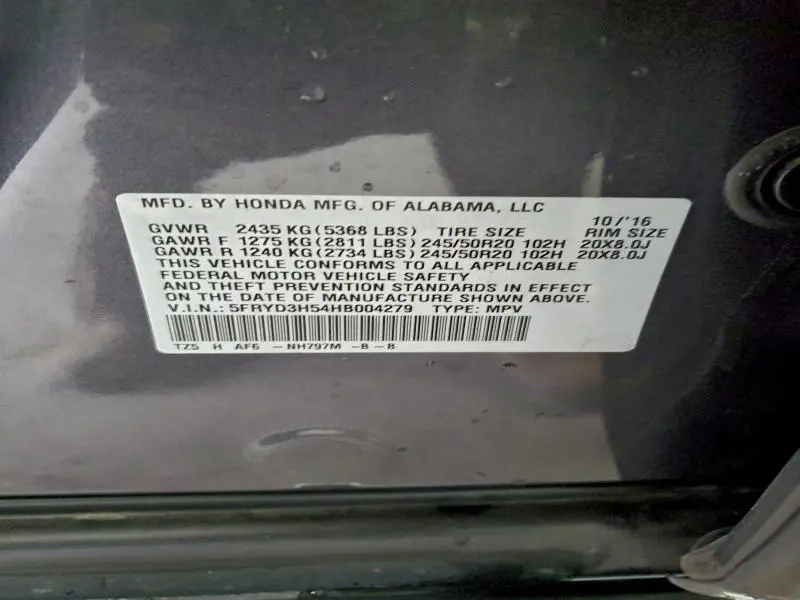 MFD. BY HONDA MFG. OF ALABAMA, LLC 10/'16
GVWR 2435 KG(5368 LBS) TIRE SIZE RIM SIZE
GAWR F 1275 KG(2811 LBS) 245/50R20 102H 20X8.0J
GAWR R 1240 KG(2734 LBS) 245/50R20 102H 20X8.0J
THIS VEHICLE CONFORMS TO ALL APPLICABLE
FEDERAL MOTOR VEHICLE SAFETY
AND THEFT PREVENTION STANDARDS IN EFFECT
ON THE DATE OF MANUFACTURE SHOWN ABOVE.
V.I.N.: 5FRYD3H54HB004279 TYPE: MPV
TZ5 H AF6 -NH797M -B-B